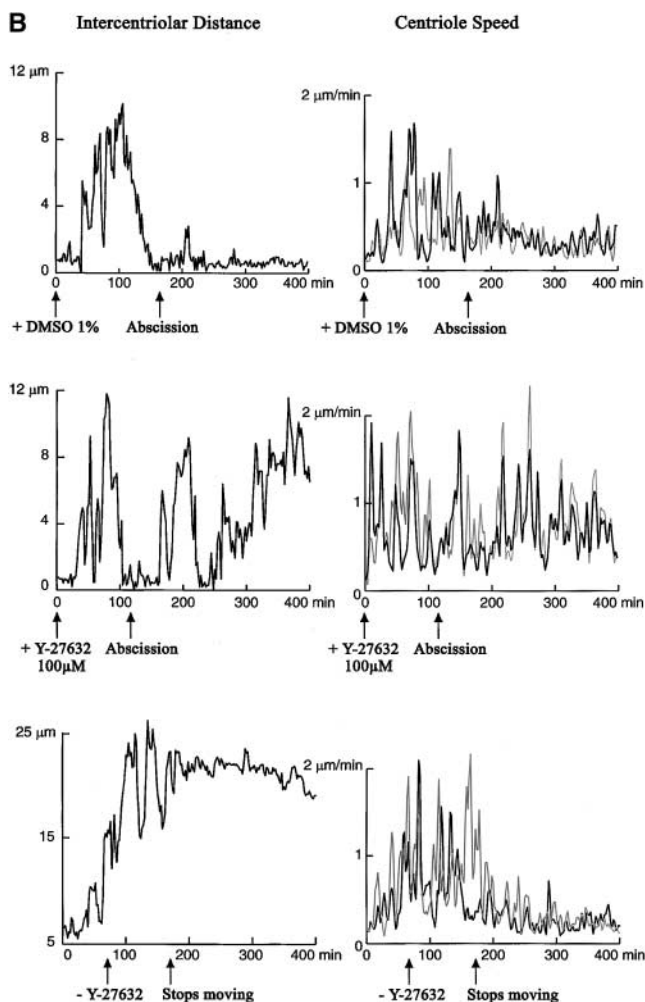 B
Intercentriolar Distance
Centriole Speed
12 μm
8
4
0
0 100 200 300 400 min
+ DMSO 1% Abscission
2 μm/min
1
0
0 100 200 300 400 min
+ DMSO 1% Abscission
12 μm
8
4
0
0 100 200 300 400 min
+ Y-27632 Abscission
100μM
2 μm/min
1
0
0 100 200 300 400 min
+ Y-27632 Abscission
100μM
25 μm
15
5
0 100 200 300 400 min
- Y-27632 Stops moving
2 μm/min
1
0
0 100 200 300 400 min
- Y-27632 Stops moving